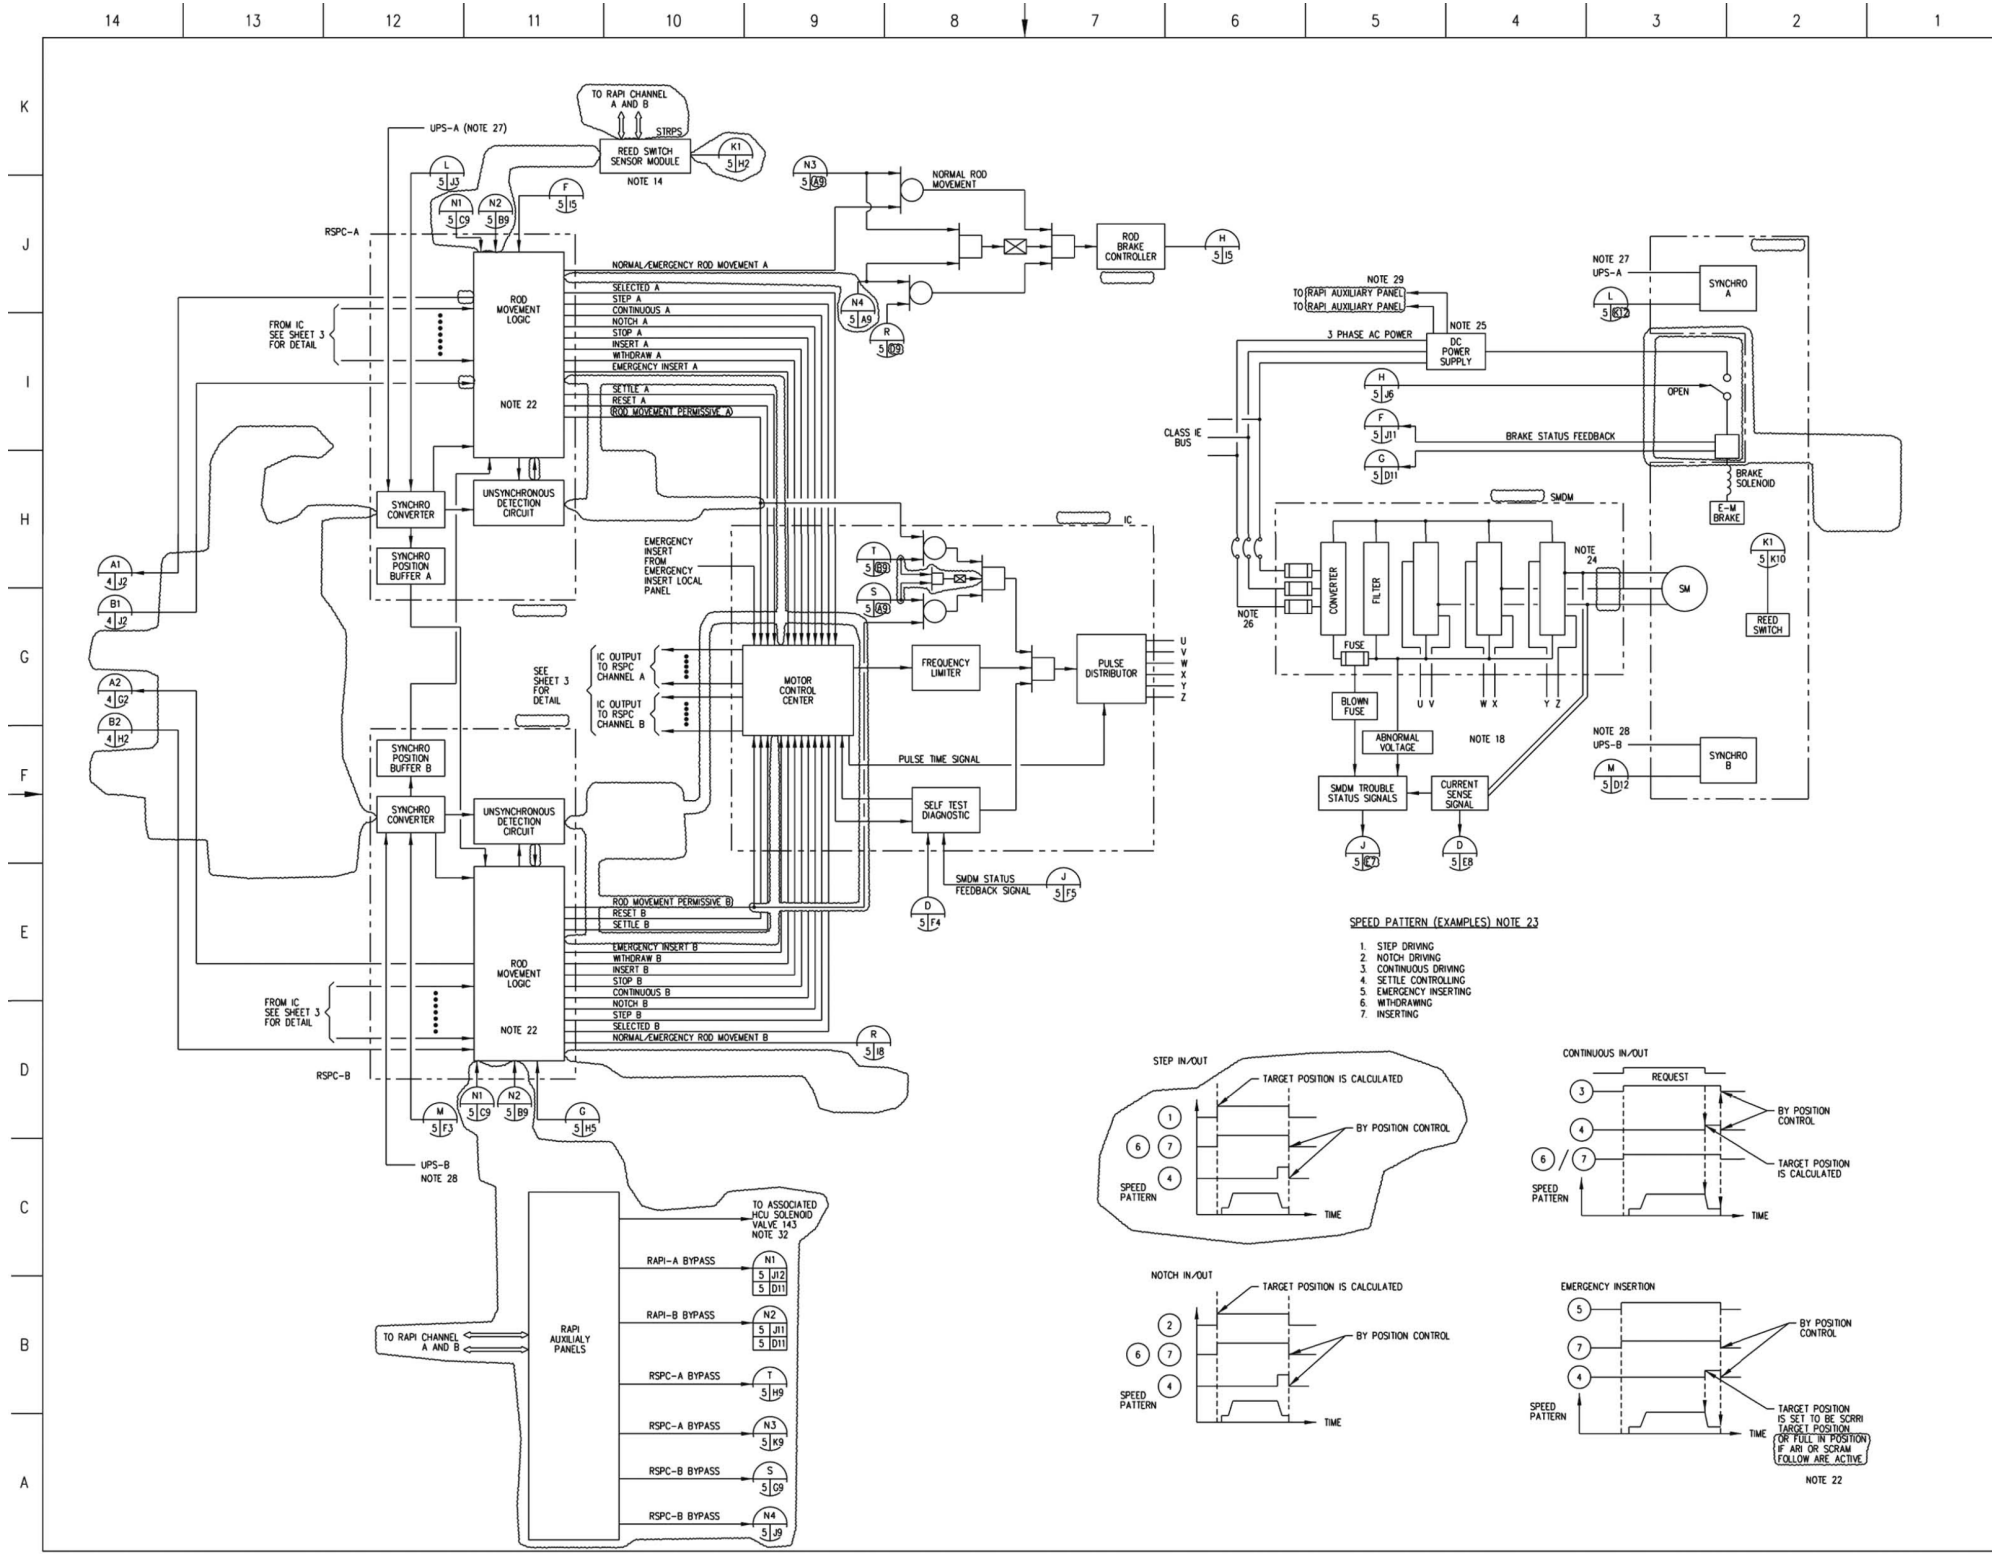 14 13 12 11 10 9 8 7 6 5 4 3 2 1
K
J
I
H
G
F
E
D
C
B
A
TO RAPI CHANNEL
A AND B
STRPS
UPS-A (NOTE 27)
REED SWITCH
SENSOR MODULE
NOTE 14
K1
5 H2
L
5 J3
N1
5 C9
N2
5 B9
F
5 I5
RSPC-A
N3
5 A9
NORMAL ROD
MOVEMENT
ROD
BRAKE
CONTROLLER
H
5 I5
N4
5 A9
R
5 D9
ROD
MOVEMENT
LOGIC
NOTE 22
FROM IC
SEE SHEET 3
FOR DETAIL
NORMAL/EMERGENCY ROD MOVEMENT A
SELECTED A
STEP A
CONTINUOUS A
NOTCH A
STOP A
INSERT A
WITHDRAW A
EMERGENCY INSERT A
SETTLE A
RESET A
ROD MOVEMENT PERMISSIVE A
SYNCHRO
CONVERTER
UNSYNCHRONOUS
DETECTION
CIRCUIT
SYNCHRO
POSITION
BUFFER A
A1
4 J2
B1
4 J2
A2
4 G2
B2
4 H2
EMERGENCY
INSERT
FROM
EMERGENCY
INSERT LOCAL
PANEL
IC
T
5 B9
S
5 A9
SEE
SHEET 3
FOR
DETAIL
IC OUTPUT
TO RSPC
CHANNEL A
IC OUTPUT
TO RSPC
CHANNEL B
MOTOR
CONTROL
CENTER
FREQUENCY
LIMITER
PULSE
DISTRIBUTOR
U
V
W
X
Y
Z
PULSE TIME SIGNAL
SELF TEST
DIAGNOSTIC
SMDM STATUS
FEEDBACK SIGNAL
J
5 F5
D
5 F4
SYNCHRO
POSITION
BUFFER B
SYNCHRO
CONVERTER
UNSYNCHRONOUS
DETECTION
CIRCUIT
ROD MOVEMENT PERMISSIVE B
RESET B
SETTLE B
EMERGENCY INSERT B
WITHDRAW B
INSERT B
STOP B
CONTINUOUS B
NOTCH B
STEP B
SELECTED B
NORMAL/EMERGENCY ROD MOVEMENT B
ROD
MOVEMENT
LOGIC
NOTE 22
FROM IC
SEE SHEET 3
FOR DETAIL
R
5 I8
RSPC-B
M
5 F3
N1
5 C9
N2
5 B9
G
5 H5
UPS-B
NOTE 28
TO RAPI CHANNEL
A AND B
RAPI
AUXILIALY
PANELS
TO ASSOCIATED
HCU SOLENOID
VALVE 143
NOTE 32
RAPI-A BYPASS
N1
5 J12
5 D11
RAPI-B BYPASS
N2
5 J11
5 D11
RSPC-A BYPASS
T
5 H9
RSPC-A BYPASS
N3
5 K9
RSPC-B BYPASS
S
5 G9
RSPC-B BYPASS
N4
5 J9
NOTE 29
TO RAPI AUXILIARY PANEL
TO RAPI AUXILIARY PANEL
3 PHASE AC POWER
NOTE 25
DC
POWER
SUPPLY
H
5 J6
F
5 J11
G
5 D11
CLASS IE
BUS
BRAKE STATUS FEEDBACK
NOTE 27
UPS-A
L
5 K12
SYNCHRO
A
OPEN
BRAKE
SOLENOID
E-M
BRAKE
SMDM
NOTE
24
K1
5 K10
REED
SWITCH
SM
NOTE
26
CONVERTER
FILTER
FUSE
BLOWN
FUSE
U V
W X
Y Z
ABNORMAL
VOLTAGE
NOTE 18
SMDM TROUBLE
STATUS SIGNALS
CURRENT
SENSE
SIGNAL
J
5 E7
D
5 E8
NOTE 28
UPS-B
M
5 D12
SYNCHRO
B
SPEED PATTERN (EXAMPLES) NOTE 23
1. STEP DRIVING
2. NOTCH DRIVING
3. CONTINUOUS DRIVING
4. SETTLE CONTROLLING
5. EMERGENCY INSERTING
6. WITHDRAWING
7. INSERTING
STEP IN/OUT
TARGET POSITION IS CALCULATED
1
6 7
4
BY POSITION CONTROL
SPEED
PATTERN
TIME
CONTINUOUS IN/OUT
REQUEST
3
4
6 / 7
BY POSITION
CONTROL
TARGET POSITION
IS CALCULATED
SPEED
PATTERN
TIME
NOTCH IN/OUT
TARGET POSITION IS CALCULATED
2
6 7
4
BY POSITION CONTROL
SPEED
PATTERN
TIME
EMERGENCY INSERTION
5
7
4
BY POSITION
CONTROL
SPEED
PATTERN
TIME
TARGET POSITION
IS SET TO BE SCRRI
TARGET POSITION
OR FULL IN POSITION
IF ARI OR SCRAM
FOLLOW ARE ACTIVE
NOTE 22